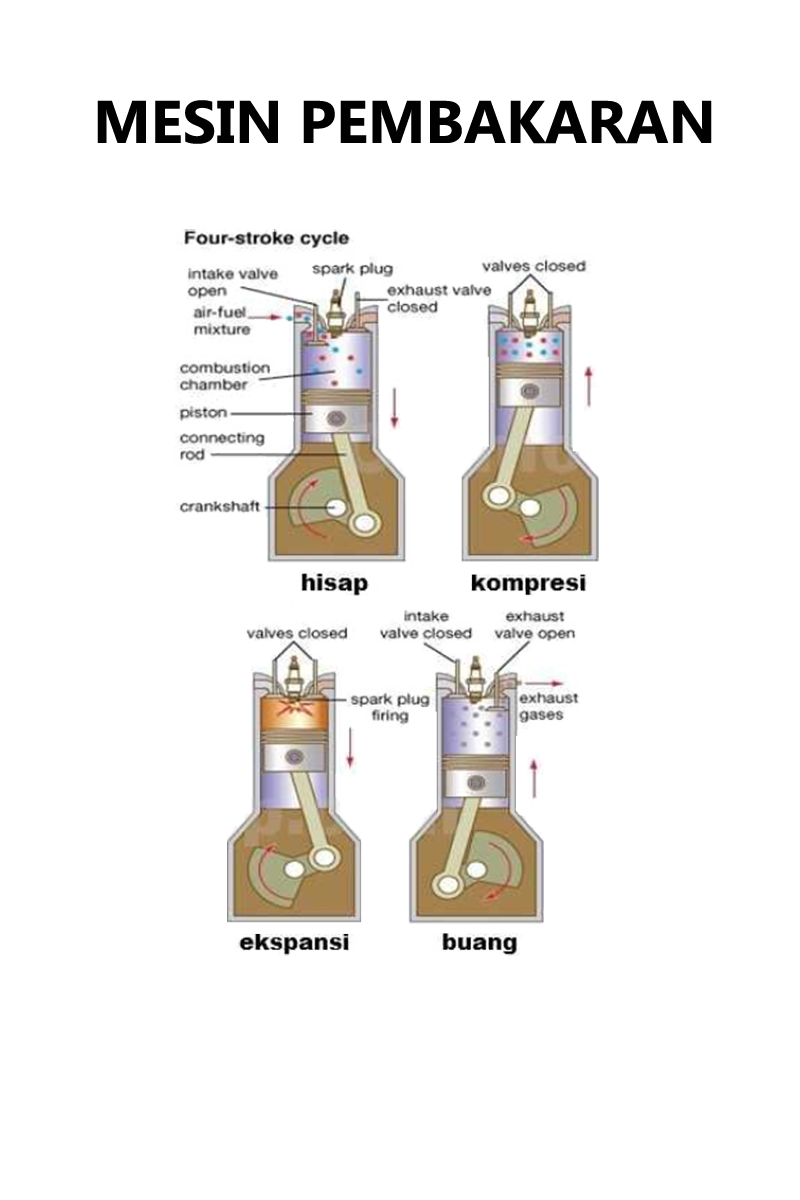 MESIN PEMBAKARAN
Four-stroke cycle
intake valve
open
spark plug
exhaust valve
closed
air-fuel
mixture
combustion
chamber
piston
connecting
rod
crankshaft
hisap
valves closed
kompresi
valves closed
spark plug
firing
ekspansi
intake
valve closed
exhaust
valve open
exhaust
gases
buang